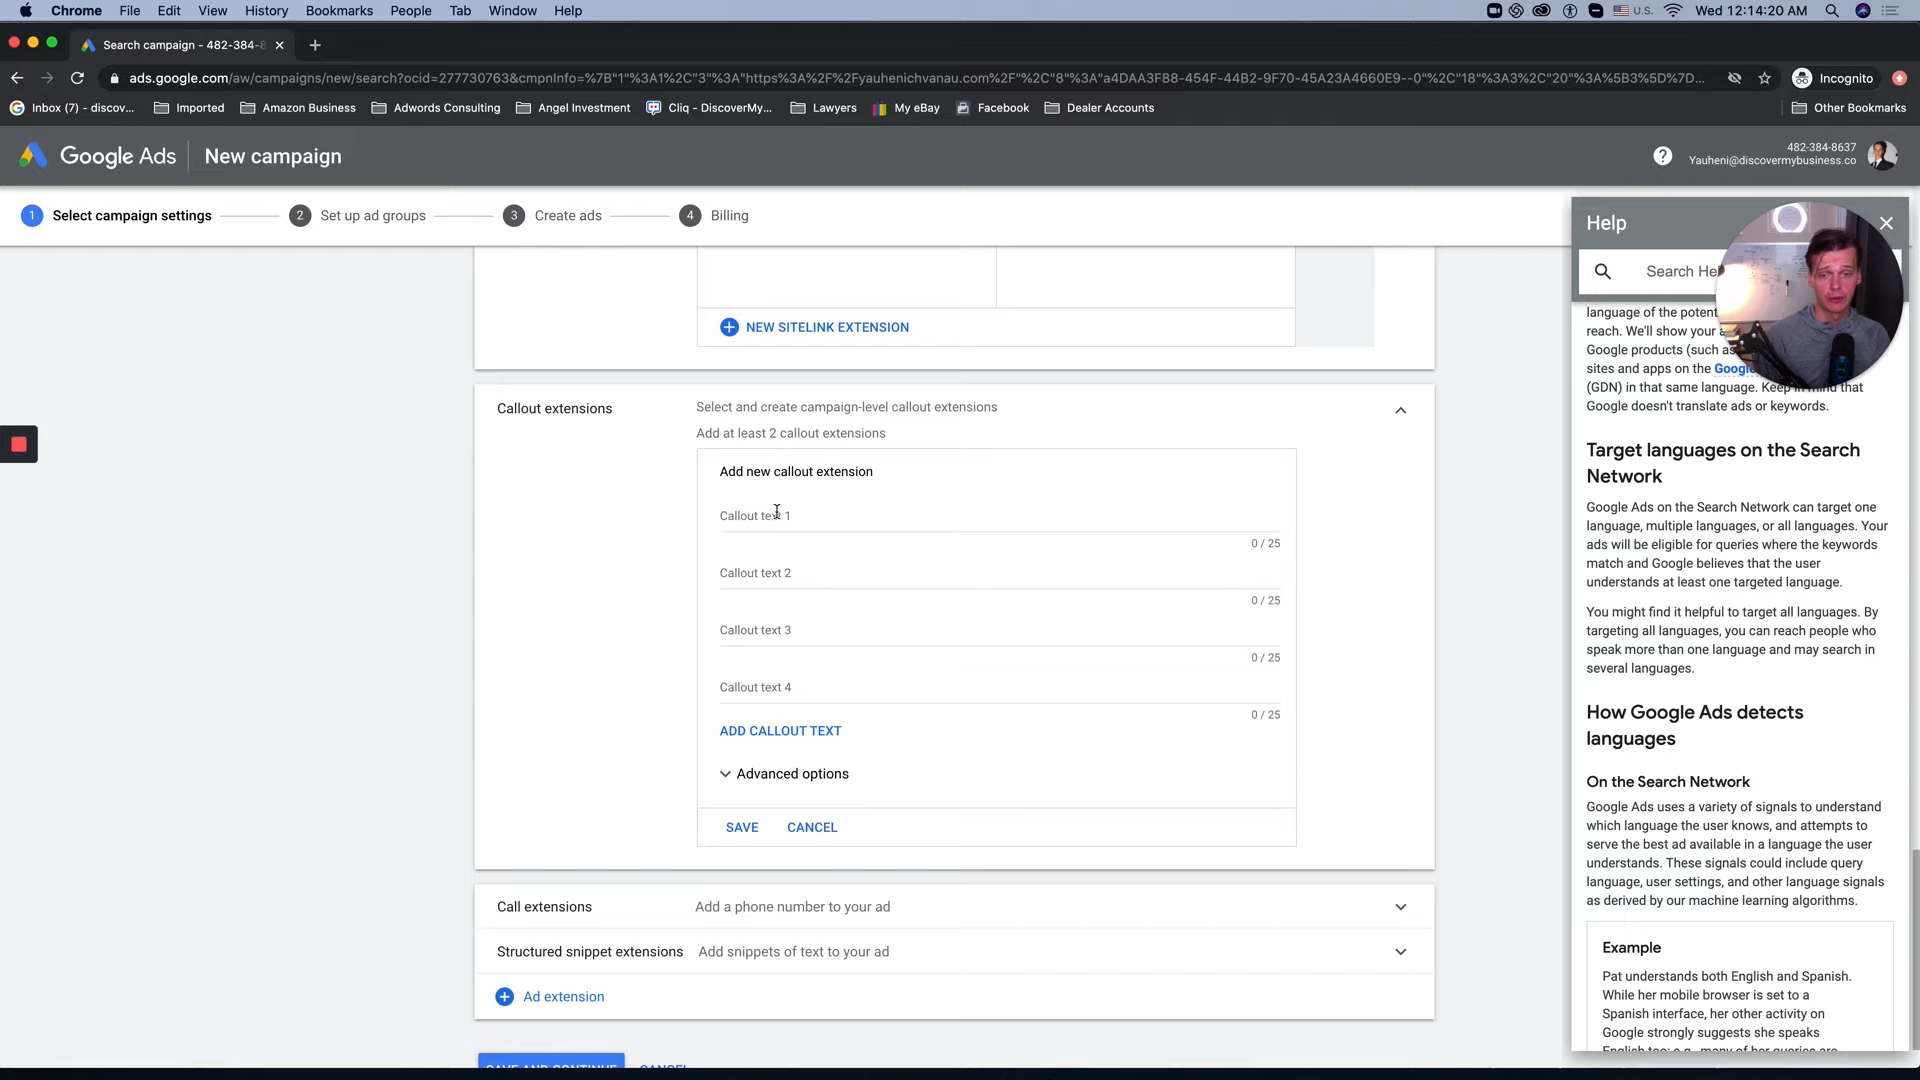 Chrome File Edit View History Bookmarks People Tab Window Help
U.S. Wed 12:14:20 AM
Search campaign - 482-384-8
ads.google.com/aw/campaigns/new/search?ocid=277730763&cmpnInfo=%7B"1"%3A1%2C"3"%3A"https%3A%2F%2Fyauhenichvanau.com%2F"%2C"8"%3A"a4DAA3F88-454F-44B2-9F70-45A23A4660E9--0"%2C"18"%3A3%2C"20"%3A%5B3%5D%7D...
Incognito
Inbox (7) - discov... Imported Amazon Business Adwords Consulting Angel Investment Cliq - DiscoverMy... Lawyers My eBay Facebook Dealer Accounts Other Bookmarks
Google Ads New campaign
482-384-8637
Yauheni@discovermybusiness.co
1 Select campaign settings 2 Set up ad groups 3 Create ads 4 Billing
NEW SITELINK EXTENSION
Callout extensions
Select and create campaign-level callout extensions
Add at least 2 callout extensions
Add new callout extension
Callout text 1
0 / 25
Callout text 2
0 / 25
Callout text 3
0 / 25
Callout text 4
0 / 25
ADD CALLOUT TEXT
Advanced options
SAVE CANCEL
Call extensions Add a phone number to your ad
Structured snippet extensions Add snippets of text to your ad
Ad extension
SAVE AND CONTINUE CANCEL
Help
Search He
language of the potent
reach. We'll show your a
Google products (such as
sites and apps on the Google
(GDN) in that same language. Keep in mind that
Google doesn't translate ads or keywords.
Target languages on the Search
Network
Google Ads on the Search Network can target one
language, multiple languages, or all languages. Your
ads will be eligible for queries where the keywords
match and Google believes that the user
understands at least one targeted language.
You might find it helpful to target all languages. By
targeting all languages, you can reach people who
speak more than one language and may search in
several languages.
How Google Ads detects
languages
On the Search Network
Google Ads uses a variety of signals to understand
which language the user knows, and attempts to
serve the best ad available in a language the user
understands. These signals could include query
language, user settings, and other language signals
as derived by our machine learning algorithms.
Example
Pat understands both English and Spanish.
While her mobile browser is set to a
Spanish interface, her other activity on
Google strongly suggests she speaks
English too: e.g., many of her queries are